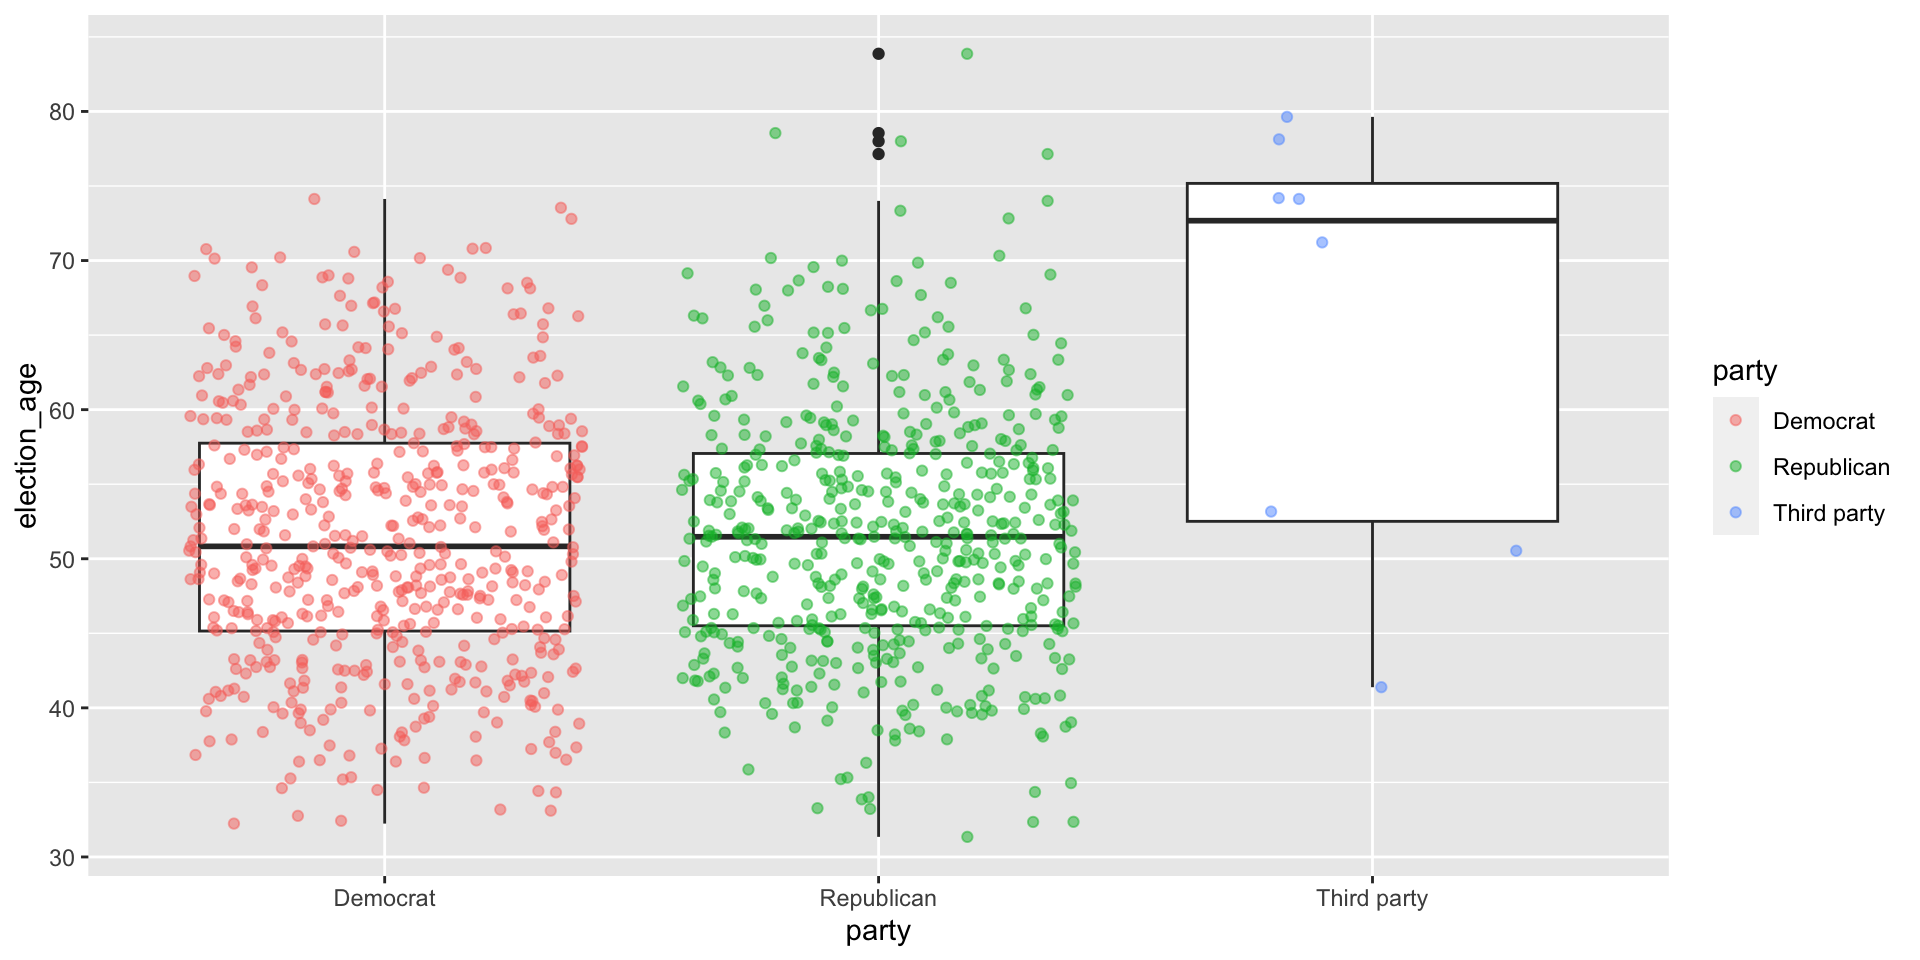 80
70
60
50
40
30
election_age
Democrat
Republican
Third party
party
party
Democrat
Republican
Third party